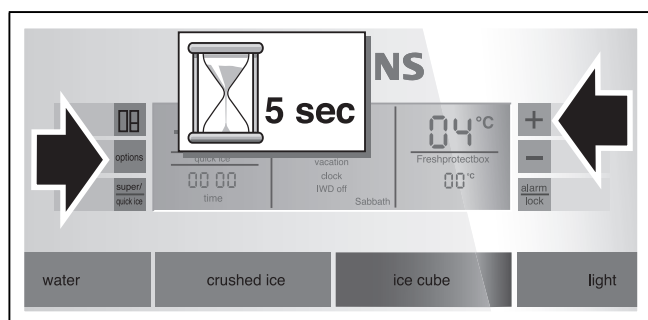 NS
5 sec
options
super/
quick ice
quick ice
00 00
time
vacation
clock
IWD off
Sabbath
04°C
Freshprotectbox
00°C
+
−
alarm
lock
water
crushed ice
ice cube
light